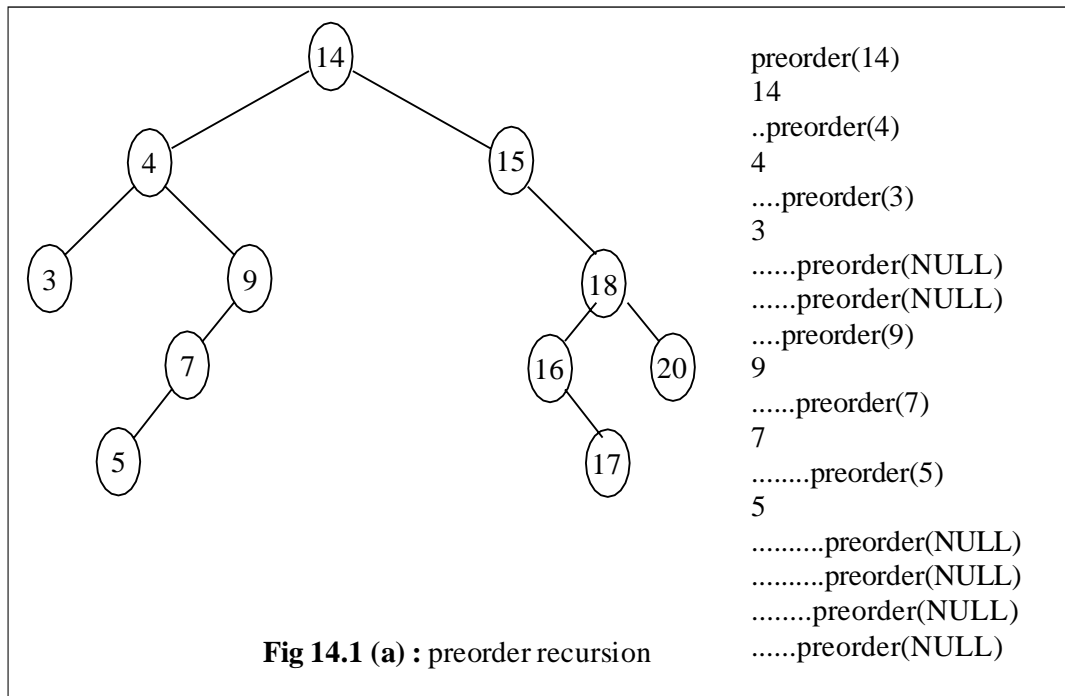 14
4
15
3
9
18
7
16
20
5
17
preorder(14)
14
..preorder(4)
4
....preorder(3)
3
......preorder(NULL)
......preorder(NULL)
....preorder(9)
9
......preorder(7)
7
........preorder(5)
5
..........preorder(NULL)
..........preorder(NULL)
........preorder(NULL)
......preorder(NULL)
Fig 14.1 (a) : preorder recursion